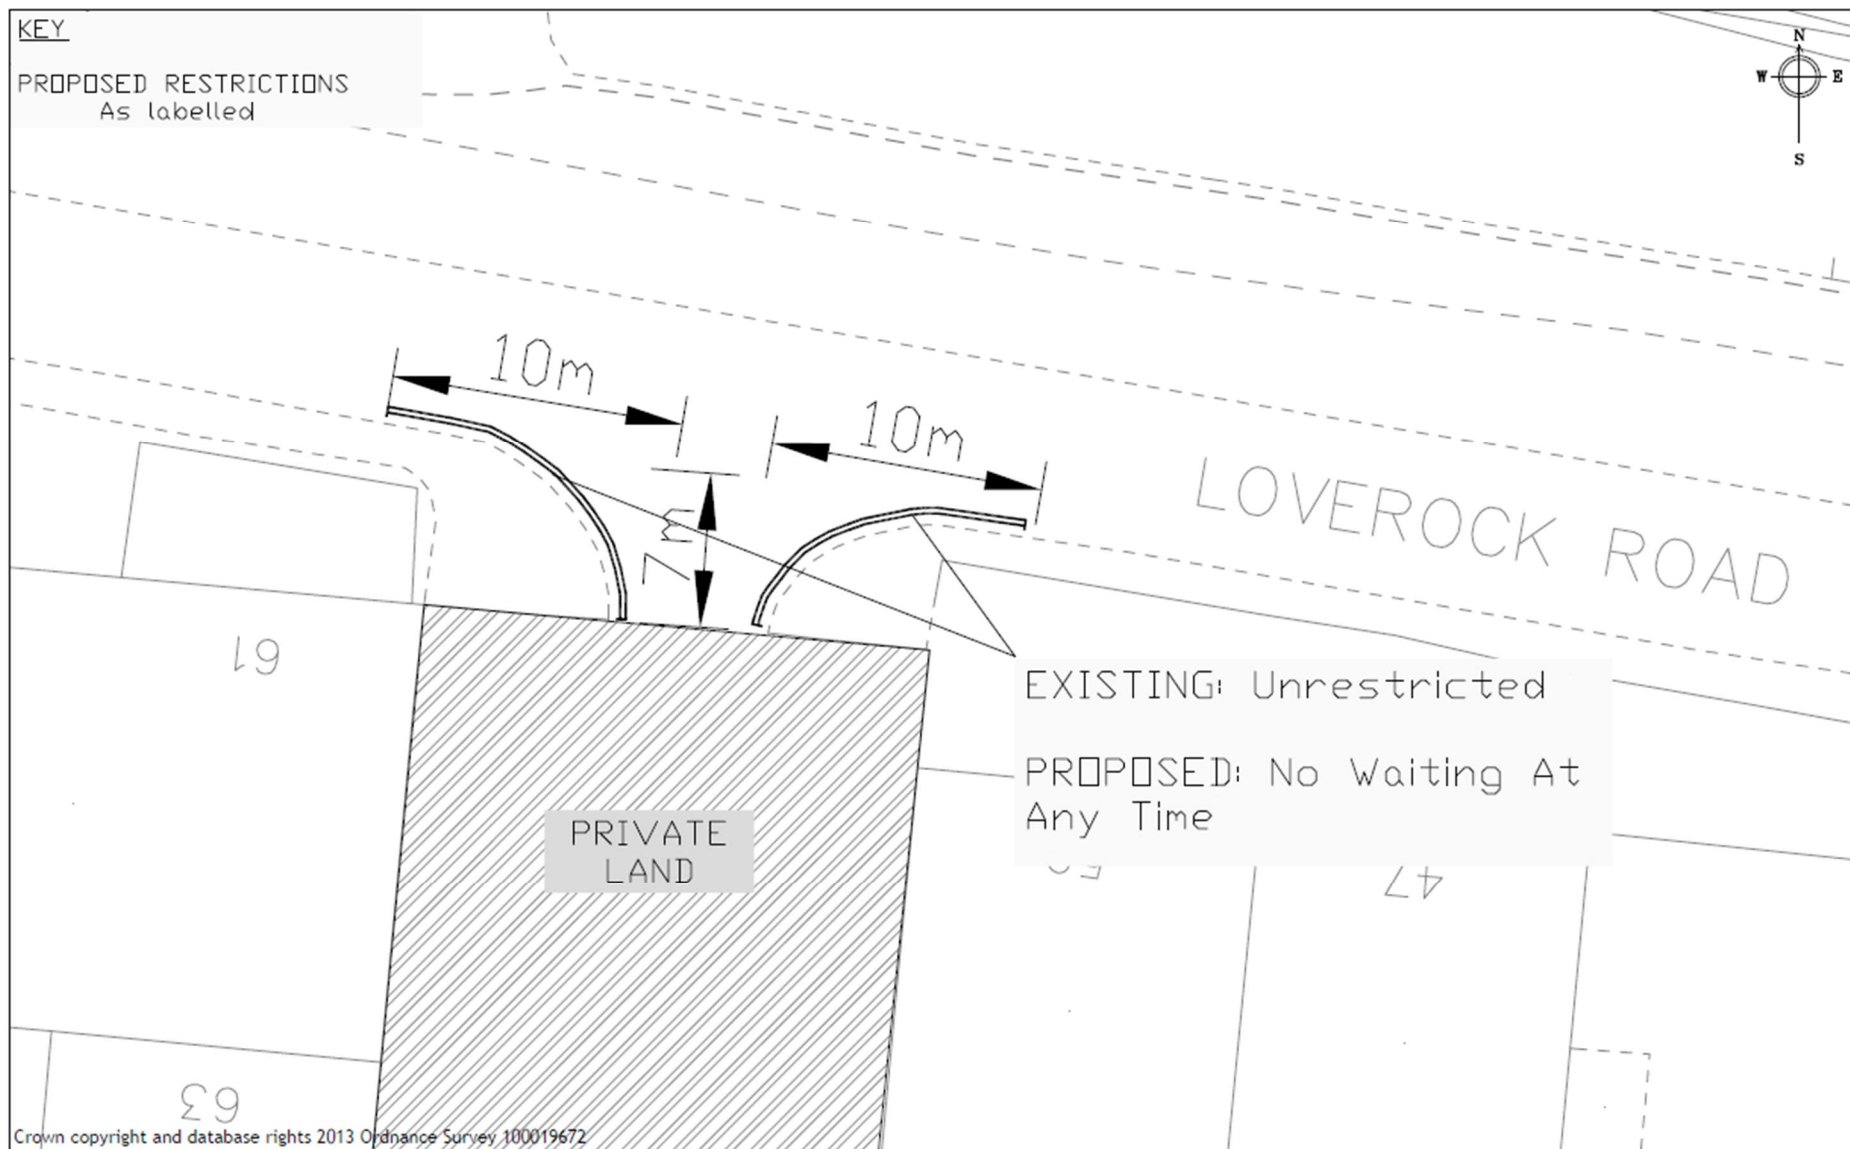 KEY
PROPOSED RESTRICTIONS
As labelled
N
W E
S
10m
10m
7m
LOVEROCK ROAD
61
EXISTING: Unrestricted
PROPOSED: No Waiting At
Any Time
PRIVATE
LAND
47
63
Crown copyright and database rights 2013 Ordnance Survey 100019672